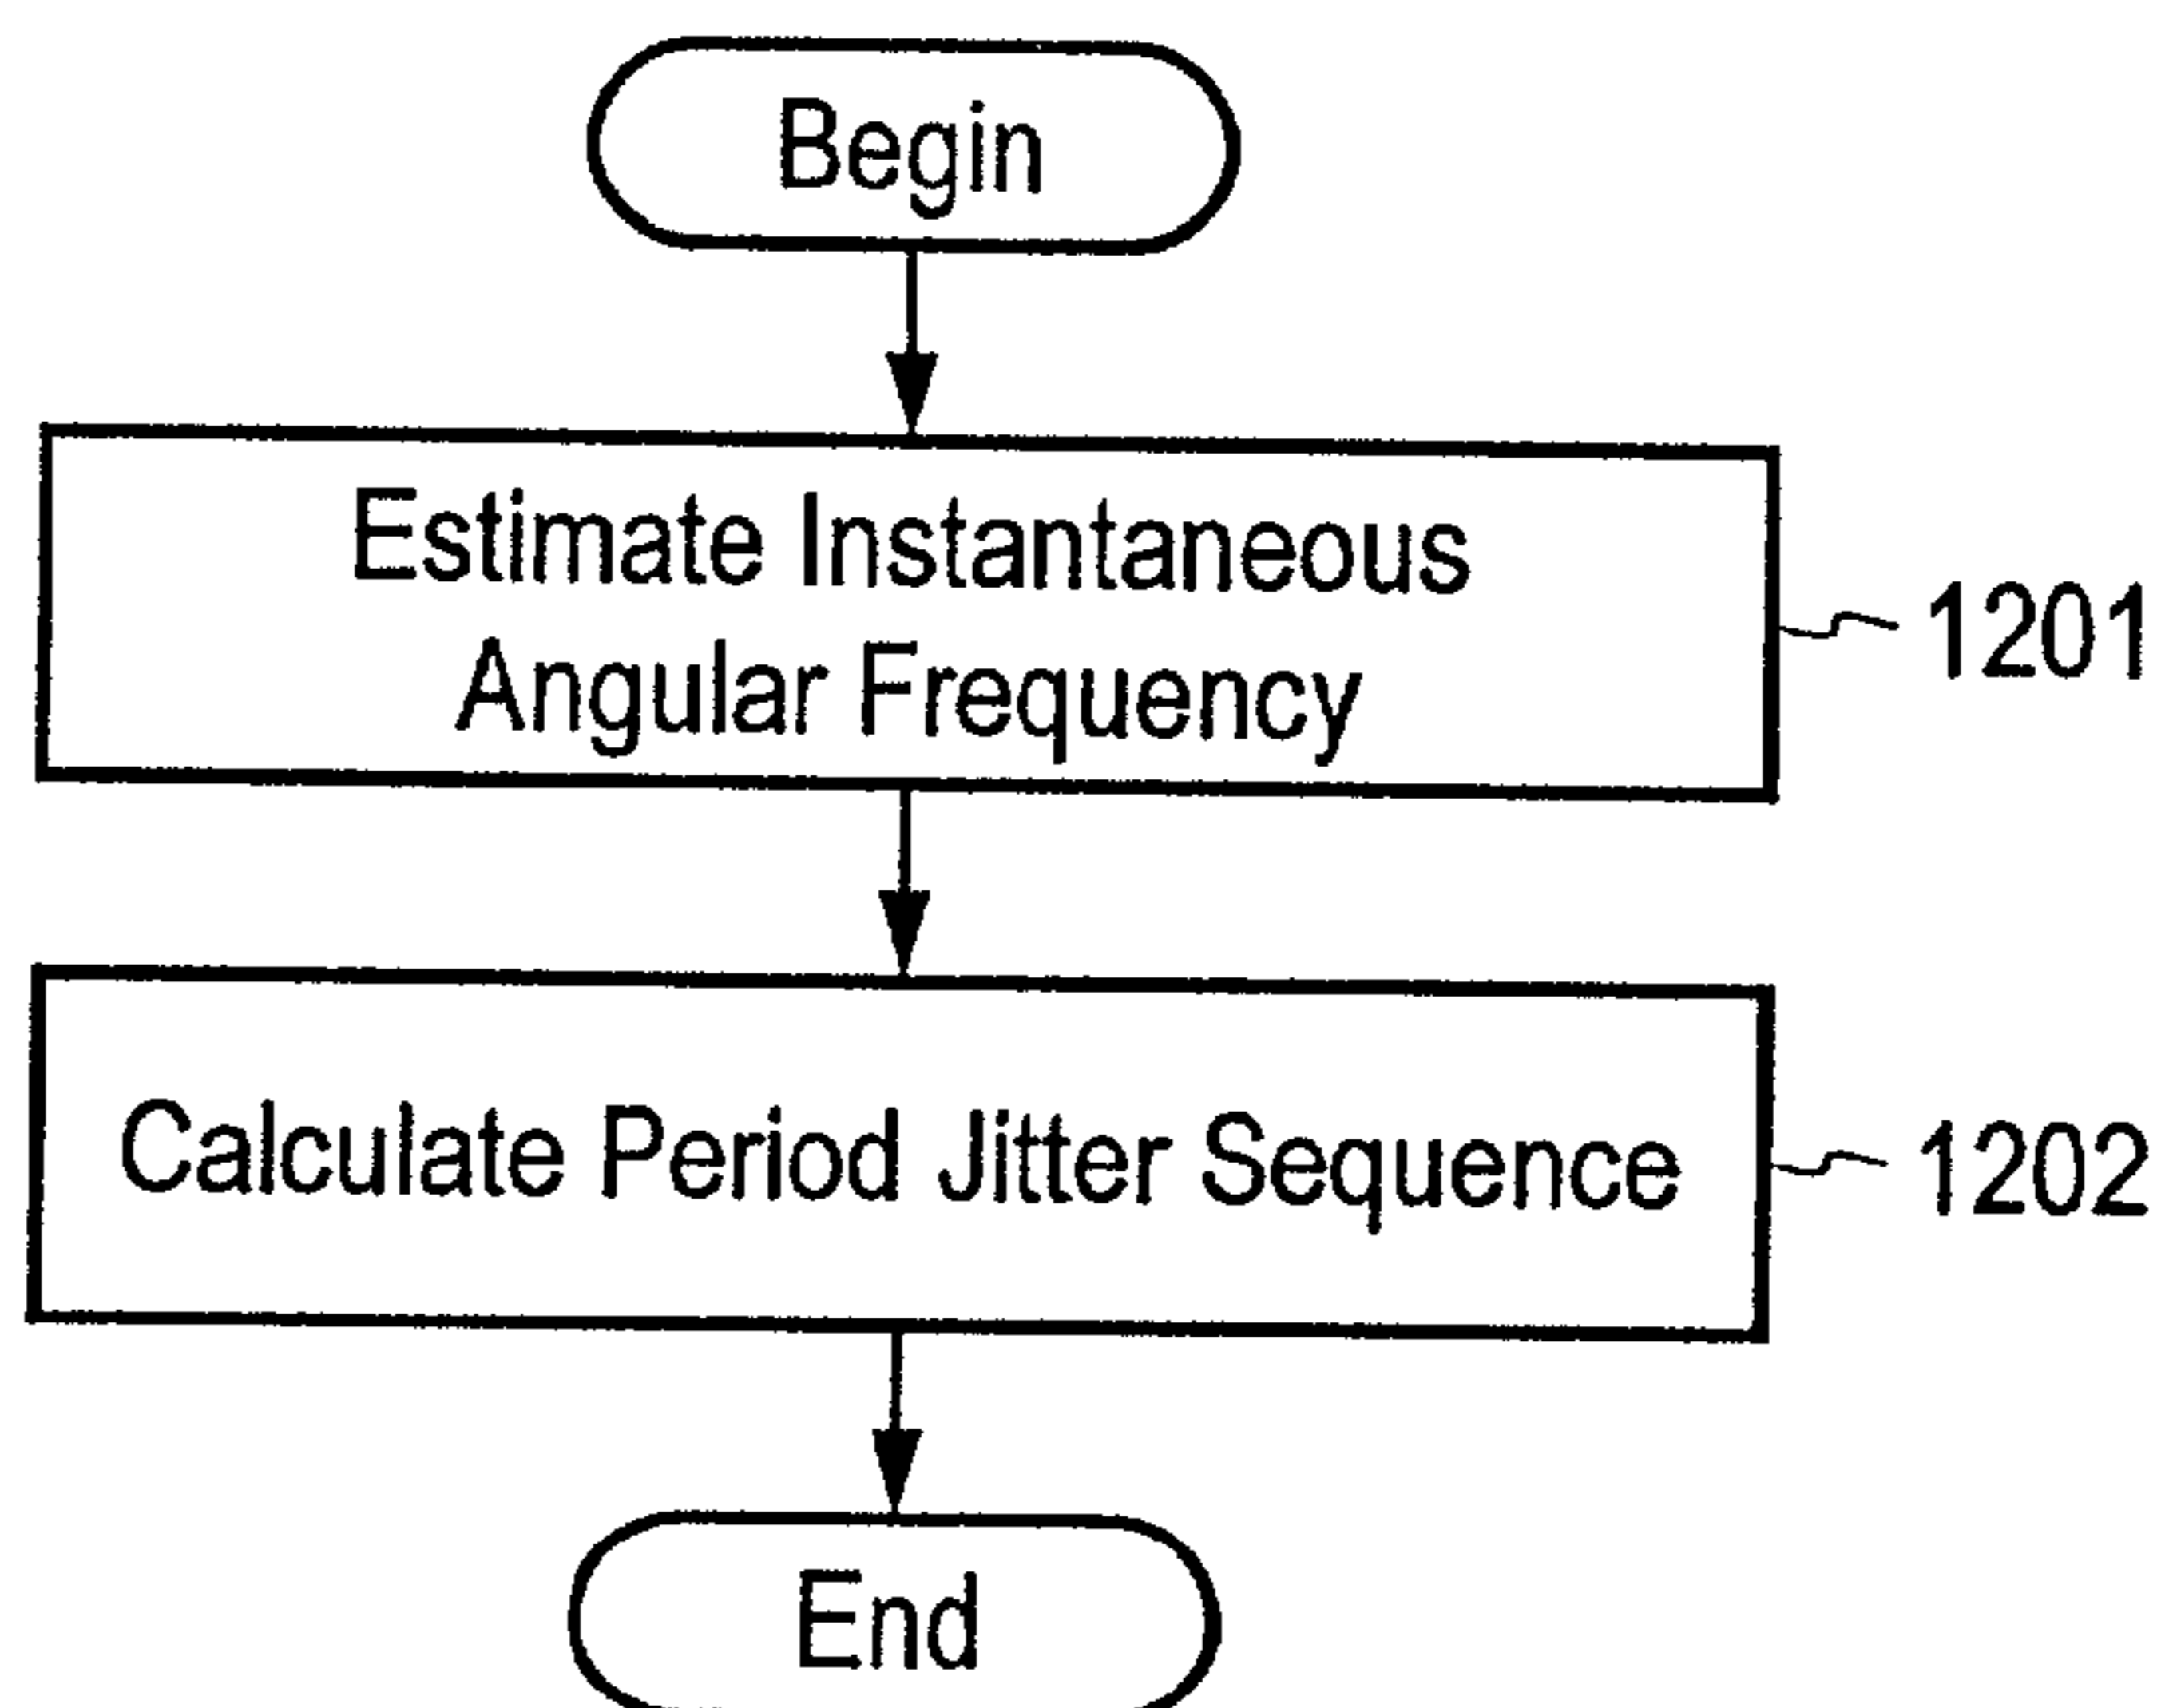 Begin
Estimate Instantaneous
Angular Frequency
1201
Calculate Period Jitter Sequence
1202
End